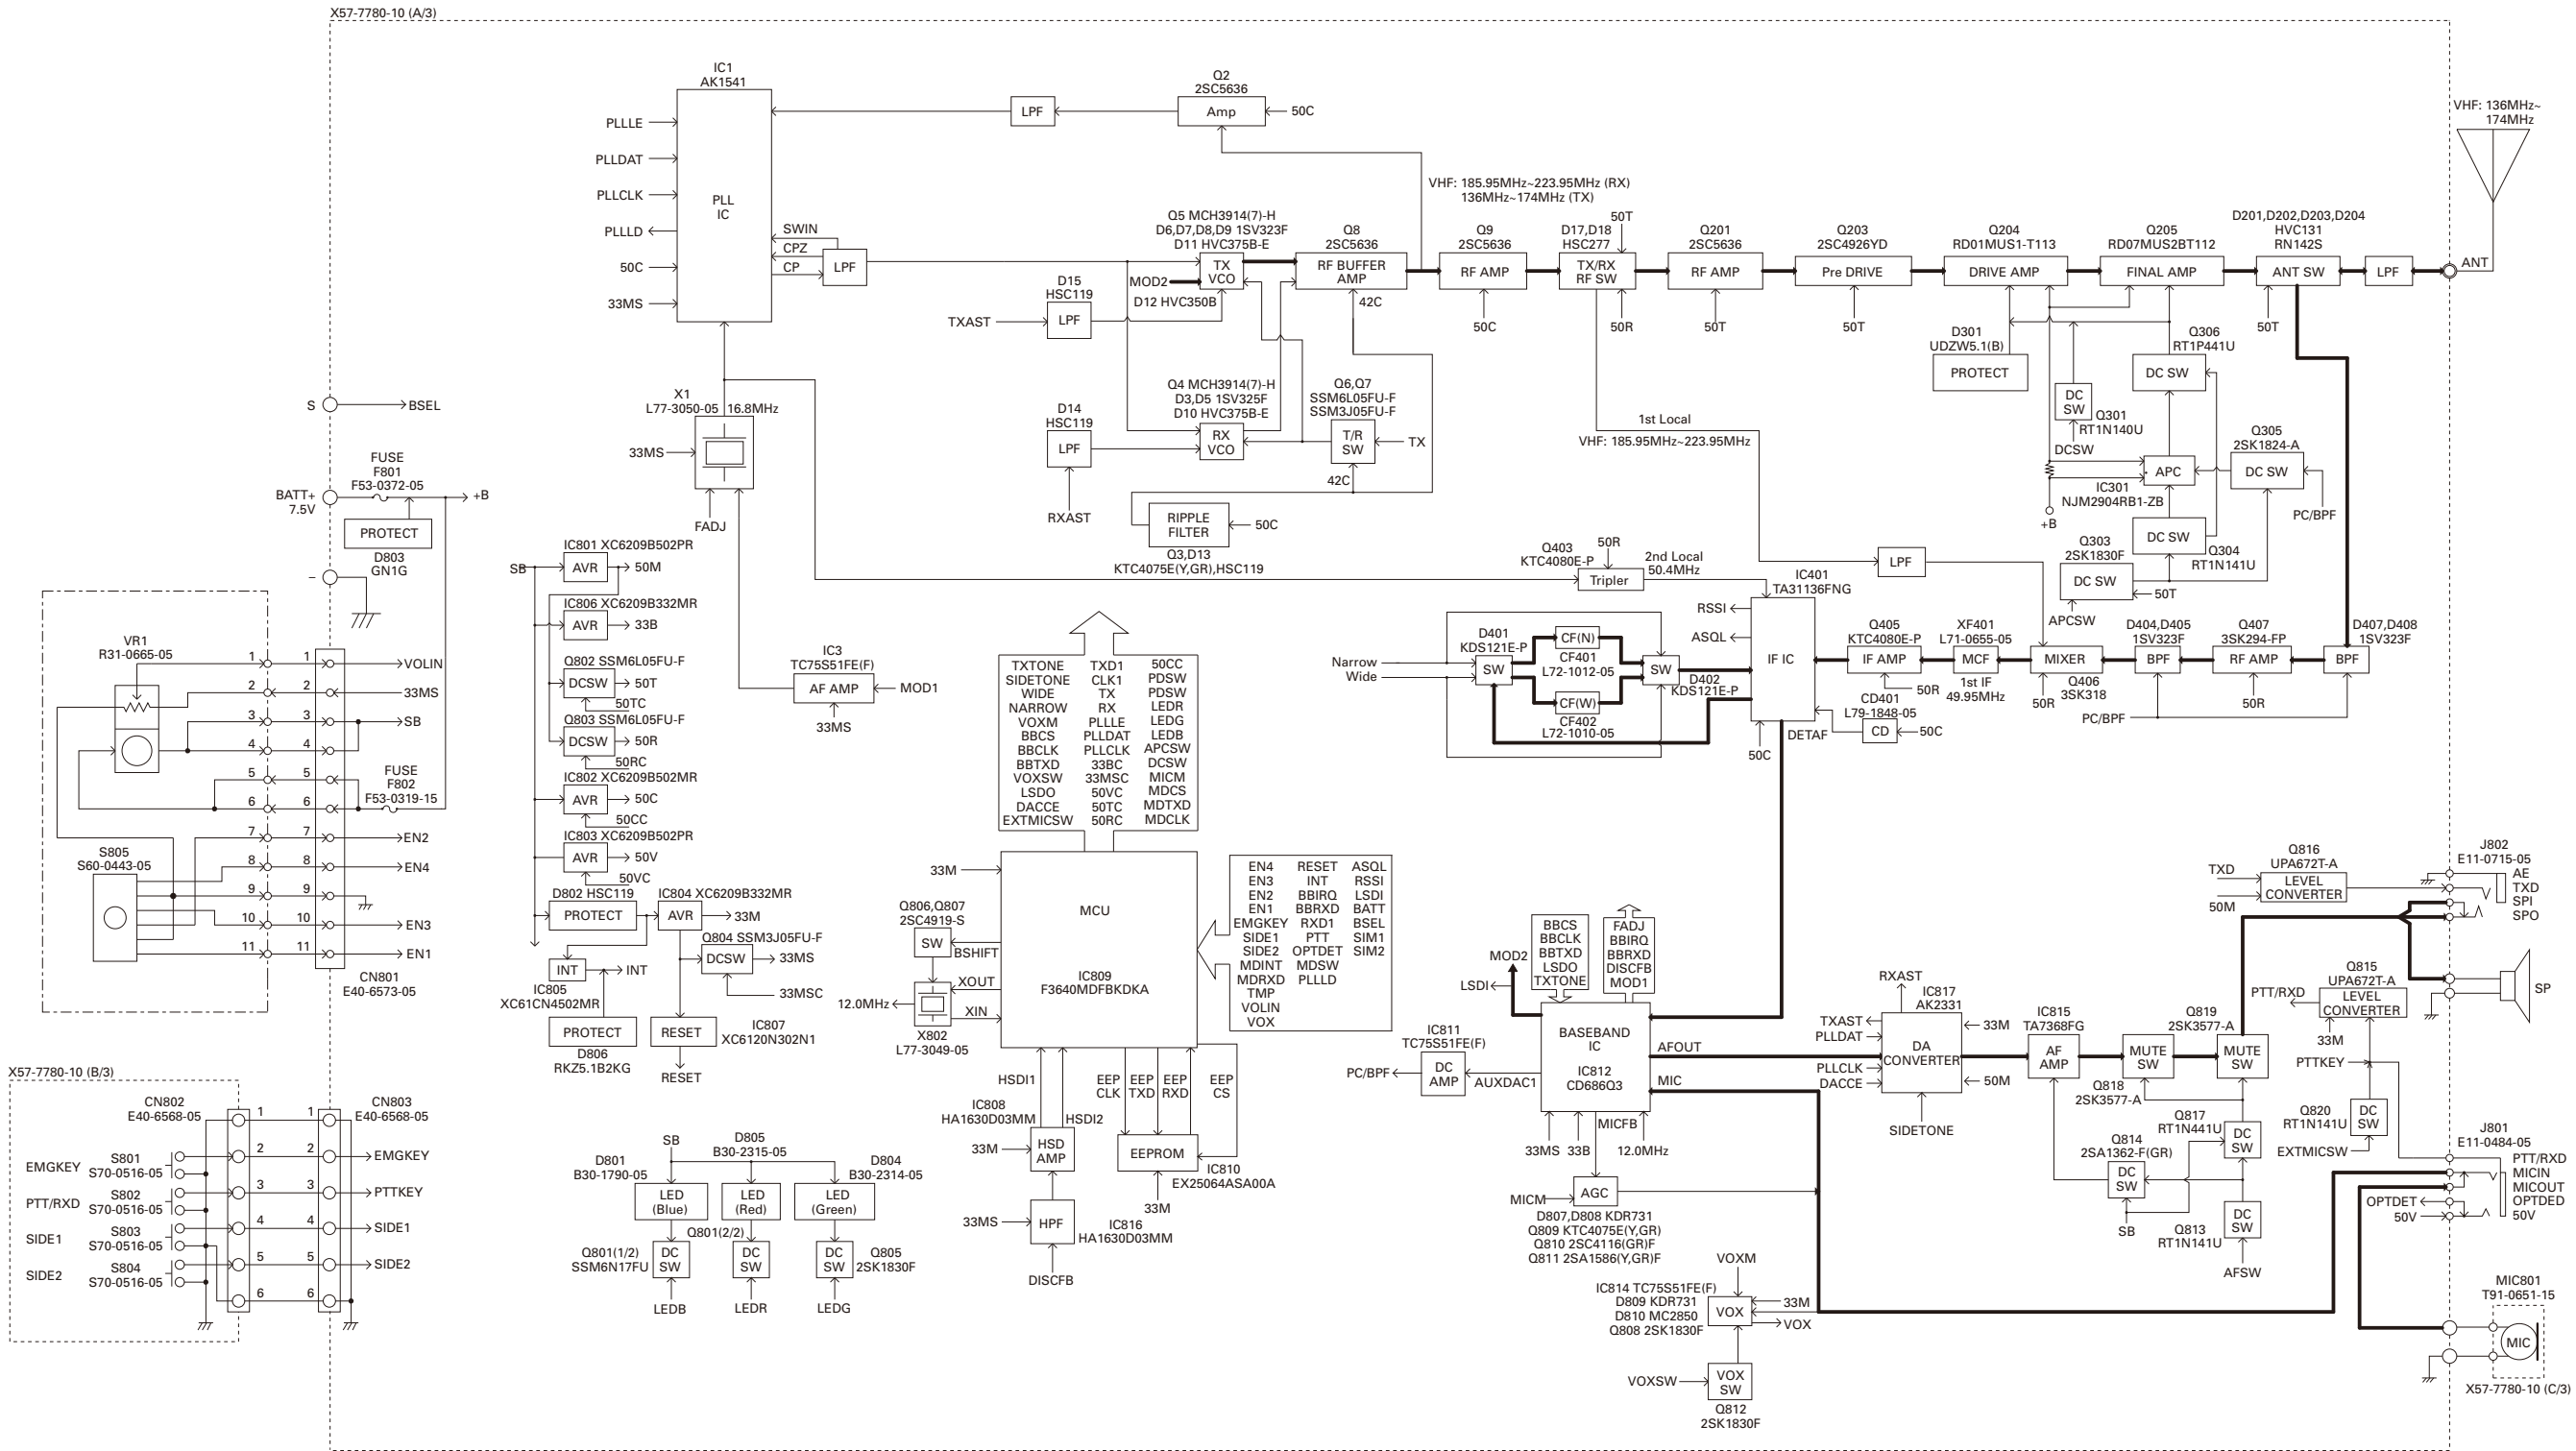 X57-7780-10 (A/3)
IC1
AK1541
PLL
IC
PLLLE
PLLDAT
PLLCLK
PLLLD
50C
33MS
SWIN
CPZ
CP
LPF
LPF
Q2
2SC5636
Amp
50C
VHF: 185.95MHz~223.95MHz (RX)
136MHz~174MHz (TX)
VHF: 136MHz~
174MHz
ANT
Q5 MCH3914(7)-H
D6,D7,D8,D9 1SV323F
D11 HVC375B-E
TX
VCO
MOD2
D12 HVC350B
Q8
2SC5636
RF BUFFER
AMP
42C
Q9
2SC5636
RF AMP
50C
50T
D17,D18
HSC277
TX/RX
RF SW
50R
Q201
2SC5636
RF AMP
50T
Q203
2SC4926YD
Pre DRIVE
50T
Q204
RD01MUS1-T113
DRIVE AMP
Q205
RD07MUS2BT112
FINAL AMP
D201,D202,D203,D204
HVC131
RN142S
ANT SW
50T
LPF
D15
HSC119
TXAST
LPF
D14
HSC119
LPF
RXAST
Q4 MCH3914(7)-H
D3,D5 1SV325F
D10 HVC375B-E
RX
VCO
Q6,Q7
SSM6L05FU-F
SSM3J05FU-F
T/R
SW
TX
42C
RIPPLE
FILTER
50C
Q3,D13
KTC4075E(Y,GR),HSC119
1st Local
VHF: 185.95MHz~223.95MHz
D301
UDZW5.1(B)
PROTECT
DC
SW
Q301
RT1N140U
DCSW
Q306
RT1P441U
DC SW
Q305
2SK1824-A
DC SW
PC/BPF
APC
IC301
NJM2904RB1-ZB
+B
DC SW
Q304
RT1N141U
Q303
2SK1830F
DC SW
50T
APCSW
X1
L77-3050-05
16.8MHz
33MS
FADJ
S
BSEL
FUSE
F801
F53-0372-05
BATT+
7.5V
+B
PROTECT
D803
GN1G
–
VR1
R31-0665-05
1 1 VOLIN
2 2 33MS
3 3 SB
4 4
5 5
6 6
FUSE
F802
F53-0319-15
7 7 EN2
8 8 EN4
9 9
10 10 EN3
11 11 EN1
S805
S60-0443-05
CN801
E40-6573-05
SB
IC801 XC6209B502PR
AVR 50M
IC806 XC6209B332MR
AVR 33B
Q802 SSM6L05FU-F
DCSW 50T
50TC
Q803 SSM6L05FU-F
DCSW 50R
50RC
IC802 XC6209B502MR
AVR 50C
50CC
IC803 XC6209B502PR
AVR 50V
50VC
D802 HSC119
PROTECT
IC804 XC6209B332MR
AVR 33M
Q804 SSM3J05FU-F
DCSW 33MS
33MSC
INT INT
IC805
XC61CN4502MR
PROTECT
D806
RKZ5.1B2KG
RESET
IC807
XC6120N302N1
RESET
IC3
TC75S51FE(F)
AF AMP
MOD1
33MS
TXTONE TXD1 50CC
SIDETONE CLK1 PDSW
WIDE TX PDSW
NARROW RX LEDR
VOXM PLLLE LEDG
BBCS PLLDAT LEDB
BBCLK PLLCLK APCSW
BBTXD 33BC DCSW
VOXSW 33MSC MICM
LSDO 50VC MDCS
DACCE 50TC MDTXD
EXTMICSW 50RC MDCLK
33M
MCU
IC809
F3640MDFBKDKA
Q806,Q807
2SC4919-S
SW
BSHIFT
XOUT
12.0MHz
XIN
X802
L77-3049-05
EN4 RESET ASQL
EN3 INT RSSI
EN2 BBIRQ LSDI
EN1 BBRXD BATT
EMGKEY RXD1 BSEL
SIDE1 PTT SIM1
SIDE2 OPTDET SIM2
MDINT MDSW
MDRXD PLLLD
TMP
VOLIN
VOX
HSDI1
HSDI2
EEP
CLK
EEP
TXD
EEP
RXD
EEP
CS
IC808
HA1630D03MM
33M
HSD
AMP
EEPROM
IC810
EX25064ASA00A
33M
33MS
HPF
IC816
HA1630D03MM
DISCFB
SB
D801
B30-1790-05
D805
B30-2315-05
D804
B30-2314-05
LED
(Blue)
LED
(Red)
LED
(Green)
Q801(1/2)
SSM6N17FU
DC
SW
Q801(2/2)
DC
SW
DC
SW
Q805
2SK1830F
LEDB
LEDR
LEDG
X57-7780-10 (B/3)
CN802
E40-6568-05
CN803
E40-6568-05
1 1
EMGKEY
S801
S70-0516-05
2 2 EMGKEY
PTT/RXD
S802
S70-0516-05
3 3 PTTKEY
SIDE1
S803
S70-0516-05
4 4 SIDE1
SIDE2
S804
S70-0516-05
5 5 SIDE2
6 6
Q403
KTC4080E-P
50R
Tripler
2nd Local
50.4MHz
LPF
IC401
TA31136FNG
RSSI
ASQL
IF IC
50C
DETAF
Narrow
Wide
D401
KDS121E-P
SW
CF(N)
CF401
L72-1012-05
CF(W)
CF402
L72-1010-05
SW
D402
KDS121E-P
CD401
L79-1848-05
CD
50C
Q405
KTC4080E-P
IF AMP
50R
XF401
L71-0655-05
MCF
1st IF
49.95MHz
MIXER
Q406
3SK318
50R
D404,D405
1SV323F
BPF
PC/BPF
Q407
3SK294-FP
RF AMP
50R
D407,D408
1SV323F
BPF
MOD2
LSDI
BBCS
BBCLK
BBTXD
LSDO
TXTONE
FADJ
BBIRQ
BBRXD
DISCFB
MOD1
BASEBAND
IC
IC812
CD686Q3
AFOUT
MIC
IC811
TC75S51FE(F)
PC/BPF
DC
AMP
AUXDAC1
33MS
33B
MICFB
12.0MHz
MICM
AGC
D807,D808 KDR731
Q809 KTC4075E(Y,GR)
Q810 2SC4116(GR)F
Q811 2SA1586(Y,GR)F
VOXM
IC814 TC75S51FE(F)
D809 KDR731
D810 MC2850
Q808 2SK1830F
VOX
33M
VOX
VOXSW
VOX
SW
Q812
2SK1830F
RXAST
IC817
AK2331
TXAST
PLLDAT
PLLCLK
DACCE
DA
CONVERTER
33M
50M
SIDETONE
IC815
TA7368FG
AF
AMP
MUTE
SW
Q818
2SK3577-A
Q819
2SK3577-A
MUTE
SW
Q817
RT1N441U
DC
SW
Q814
2SA1362-F(GR)
DC
SW
SB
Q813
RT1N141U
DC
SW
AFSW
Q816
UPA672T-A
TXD
LEVEL
CONVERTER
50M
Q815
UPA672T-A
PTT/RXD
LEVEL
CONVERTER
33M
PTTKEY
Q820
RT1N141U
DC
SW
EXTMICSW
J802
E11-0715-05
AE
TXD
SPI
SPO
SP
J801
E11-0484-05
PTT/RXD
MICIN
MICOUT
OPTDET
OPTDED
50V
50V
MIC801
T91-0651-15
MIC
X57-7780-10 (C/3)